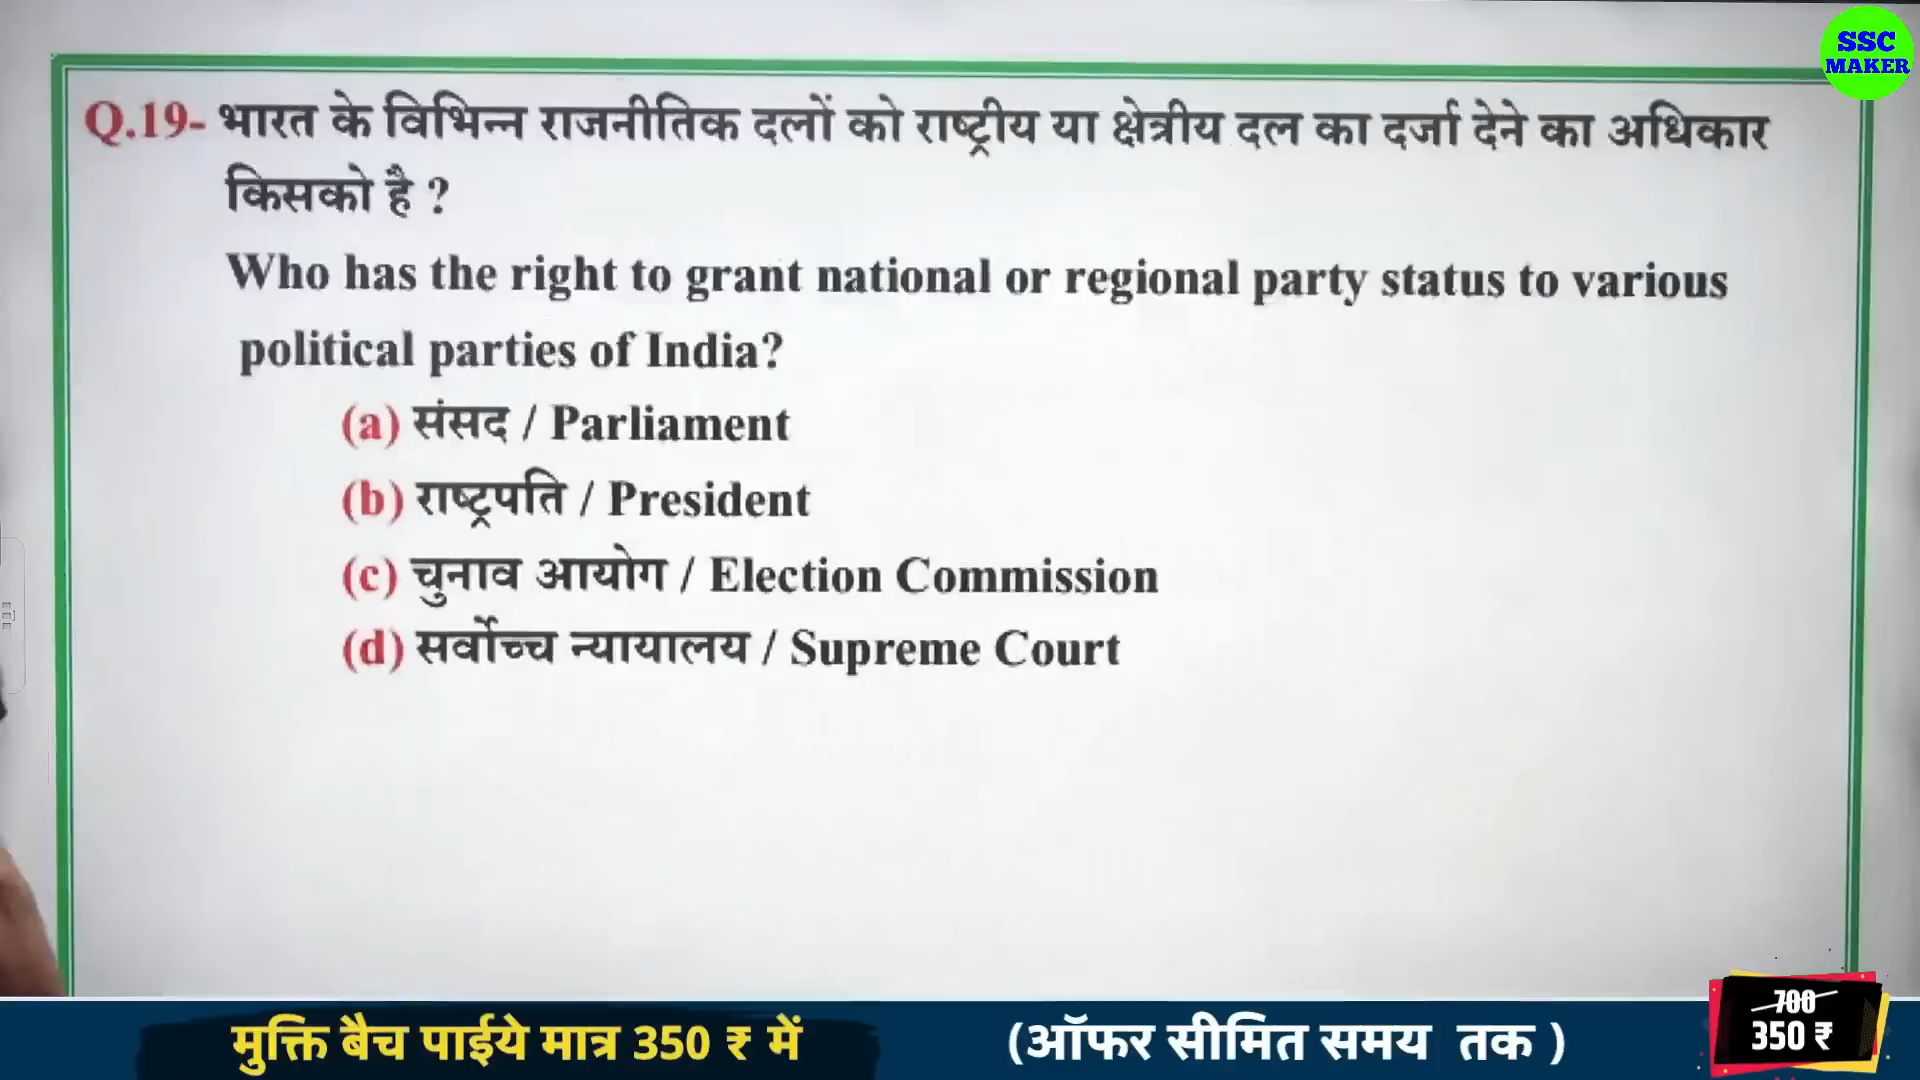 SSC
MAKER
Q.19- भारत के विभिन्न राजनीतिक दलों को राष्ट्रीय या क्षेत्रीय दल का दर्जा देने का अधिकार
किसको है ?
Who has the right to grant national or regional party status to various
political parties of India?
(a) संसद / Parliament
(b) राष्ट्रपति / President
(c) चुनाव आयोग / Election Commission
(d) सर्वोच्च न्यायालय / Supreme Court
मुक्ति बैच पाईये मात्र 350 ₹ में
(ऑफर सीमित समय तक )
700
350 ₹